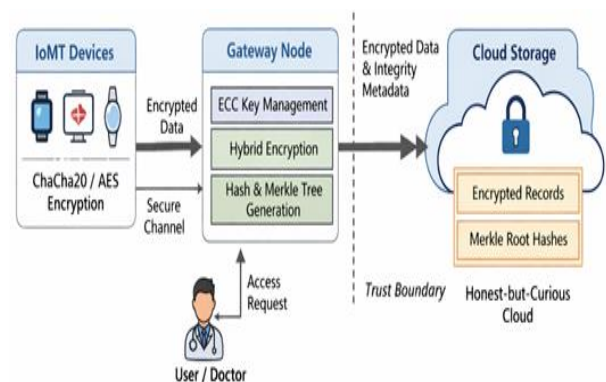 IoMT Devices
ChaCha20 / AES
Encryption
Encrypted
Data
Secure
Channel
Gateway Node
ECC Key Management
Hybrid Encryption
Hash & Merkle Tree
Generation
Access
Request
User / Doctor
Encrypted Data
& Integrity
Metadata
Trust Boundary
Cloud Storage
Encrypted Records
Merkle Root Hashes
Honest-but-Curious
Cloud